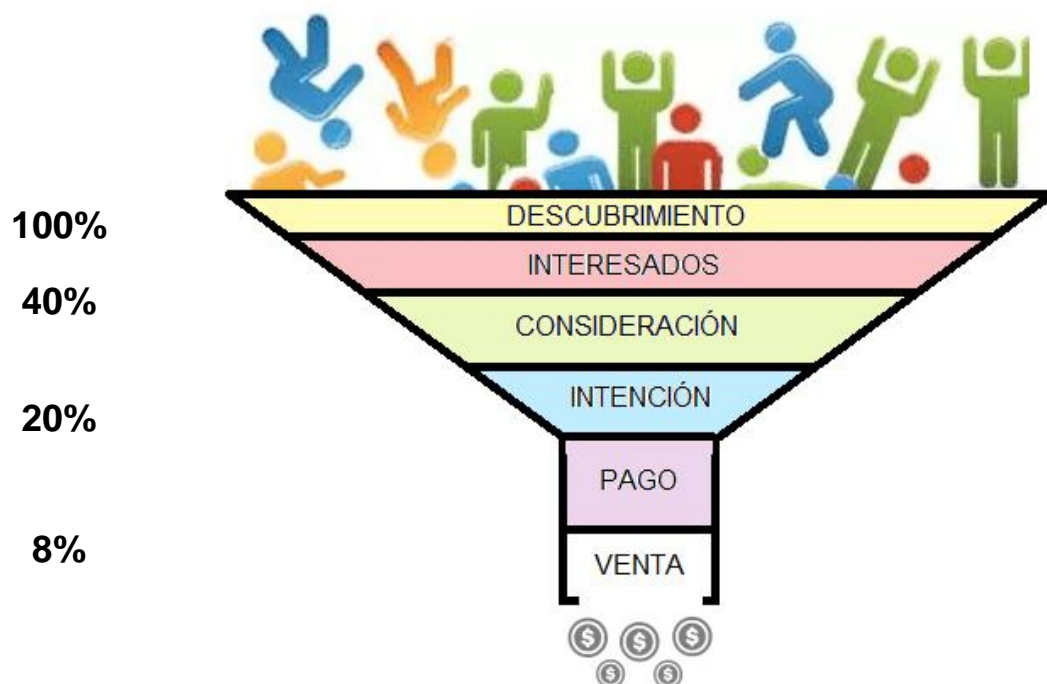 100%
DESCUBRIMIENTO
INTERESADOS
40%
CONSIDERACIÓN
INTENCIÓN
20%
PAGO
8%
VENTA
$ $ $
$ $